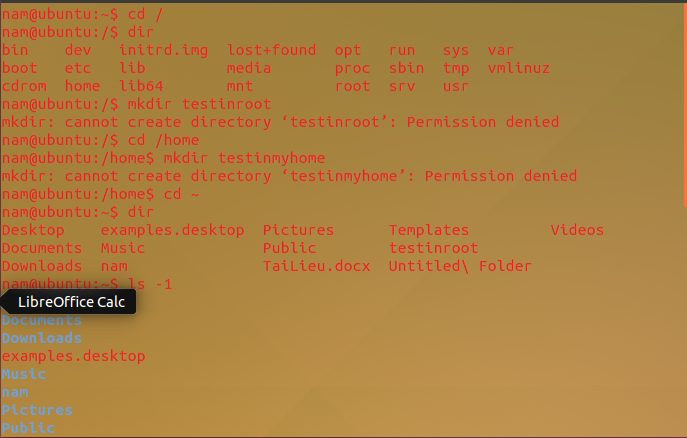 nam@ubuntu:~$ cd /
nam@ubuntu:/$ dir
bin    dev   initrd.img  lost+found  opt   run   sys  var
boot   etc   lib         media       proc  sbin  tmp  vmlinuz
cdrom  home  lib64       mnt         root  srv   usr
nam@ubuntu:/$ mkdir testinroot
mkdir: cannot create directory ‘testinroot’: Permission denied
nam@ubuntu:/$ cd /home
nam@ubuntu:/home$ mkdir testinmyhome
mkdir: cannot create directory ‘testinmyhome’: Permission denied
nam@ubuntu:/home$ cd ~
nam@ubuntu:~$ dir
Desktop    examples.desktop  Pictures      Templates         Videos
Documents  Music             Public        testinroot
Downloads  nam               TaiLieu.docx  Untitled\ Folder
nam@ubuntu:~$ ls -1
LibreOffice Calc
Documents
Downloads
examples.desktop
Music
nam
Pictures
Public